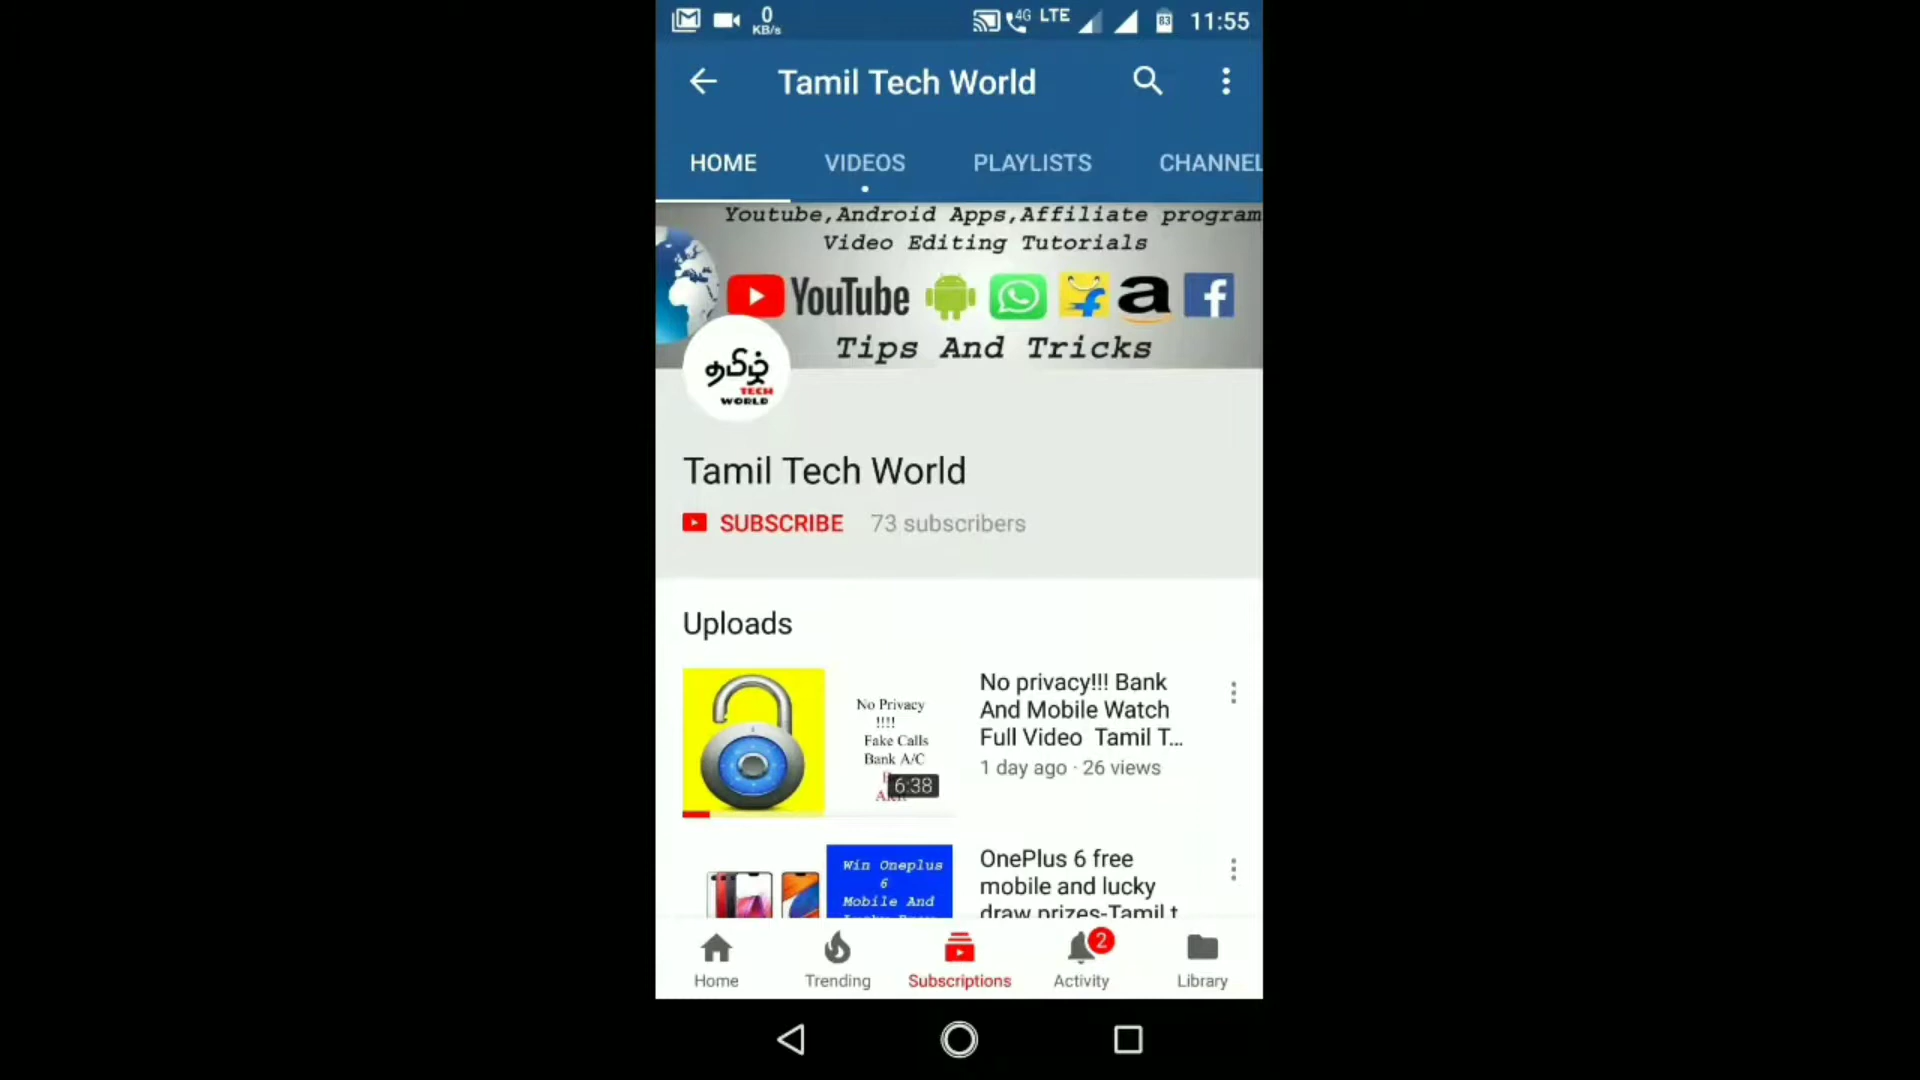 0
KB/s
4G LTE
83
11:55
Tamil Tech World
HOME
VIDEOS
PLAYLISTS
CHANNEL
Youtube,Android Apps,Affiliate program
Video Editing Tutorials
YouTube
a
f
Tips And Tricks
தமிழ்
TECH
WORLD
Tamil Tech World
SUBSCRIBE 73 subscribers
Uploads
No Privacy
!!!!
Fake Calls
Bank A/C
6:38
No privacy!!! Bank
And Mobile Watch
Full Video Tamil T...
1 day ago · 26 views
Win Oneplus
6
Mobile And
OnePlus 6 free
mobile and lucky
draw prizes-Tamil t
Home
Trending
Subscriptions
2
Activity
Library